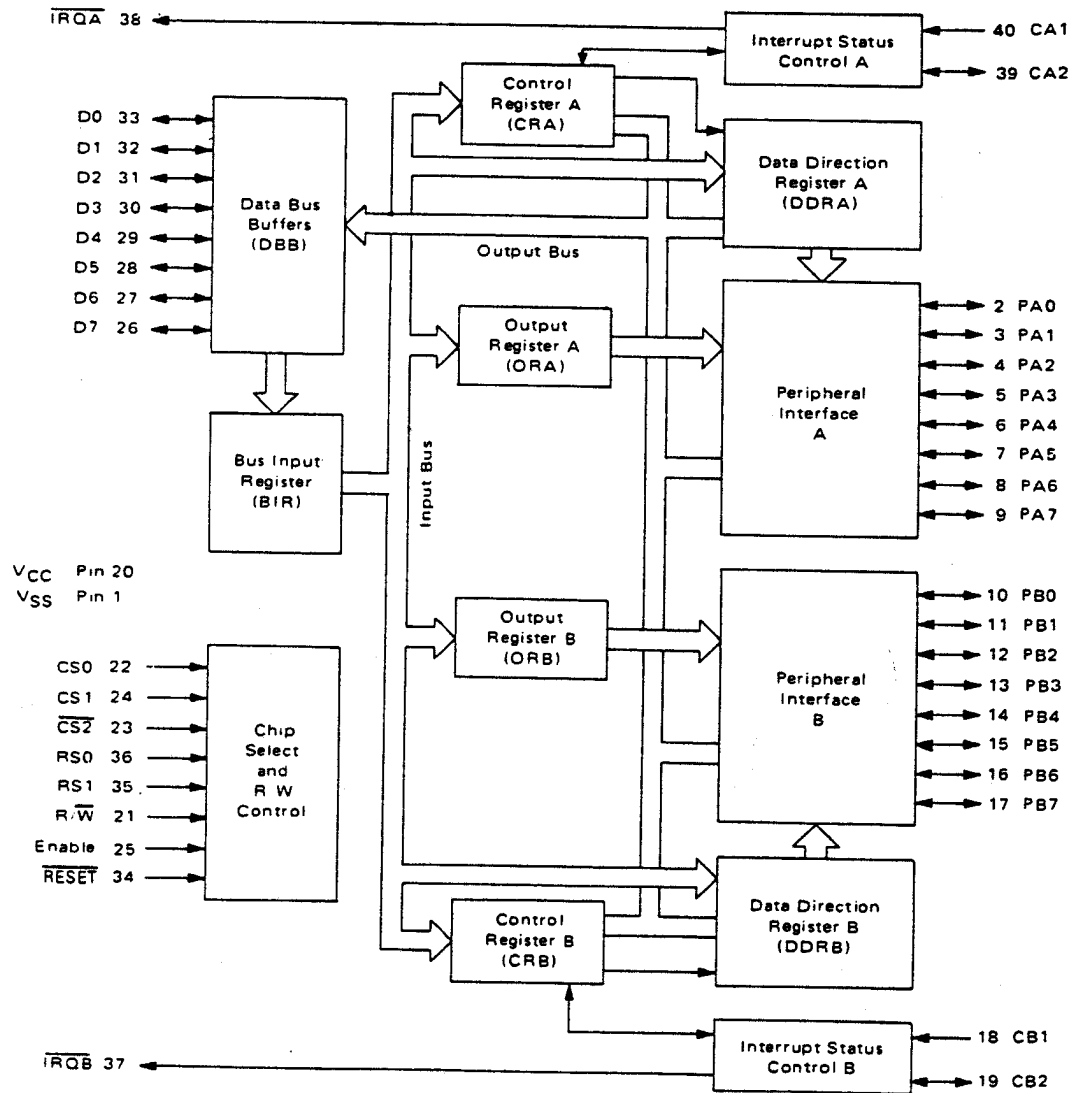 IRQA 38
Interrupt Status
Control A
40 CA1
39 CA2
Control
Register A
(CRA)
D0 33
D1 32
D2 31
D3 30
D4 29
D5 28
D6 27
D7 26
Data Bus
Buffers
(DBB)
Data Direction
Register A
(DDRA)
Output Bus
Output
Register A
(ORA)
Peripheral
Interface
A
2 PA0
3 PA1
4 PA2
5 PA3
6 PA4
7 PA5
8 PA6
9 PA7
Bus Input
Register
(BIR)
Input Bus
VCC Pin 20
VSS Pin 1
Output
Register B
(ORB)
Peripheral
Interface
B
10 PB0
11 PB1
12 PB2
13 PB3
14 PB4
15 PB5
16 PB6
17 PB7
CS0 22
CS1 24
CS2 23
RS0 36
RS1 35
R/W 21
Enable 25
RESET 34
Chip
Select
and
R W
Control
Control
Register B
(CRB)
Data Direction
Register B
(DDRB)
IRQB 37
Interrupt Status
Control B
18 CB1
19 CB2